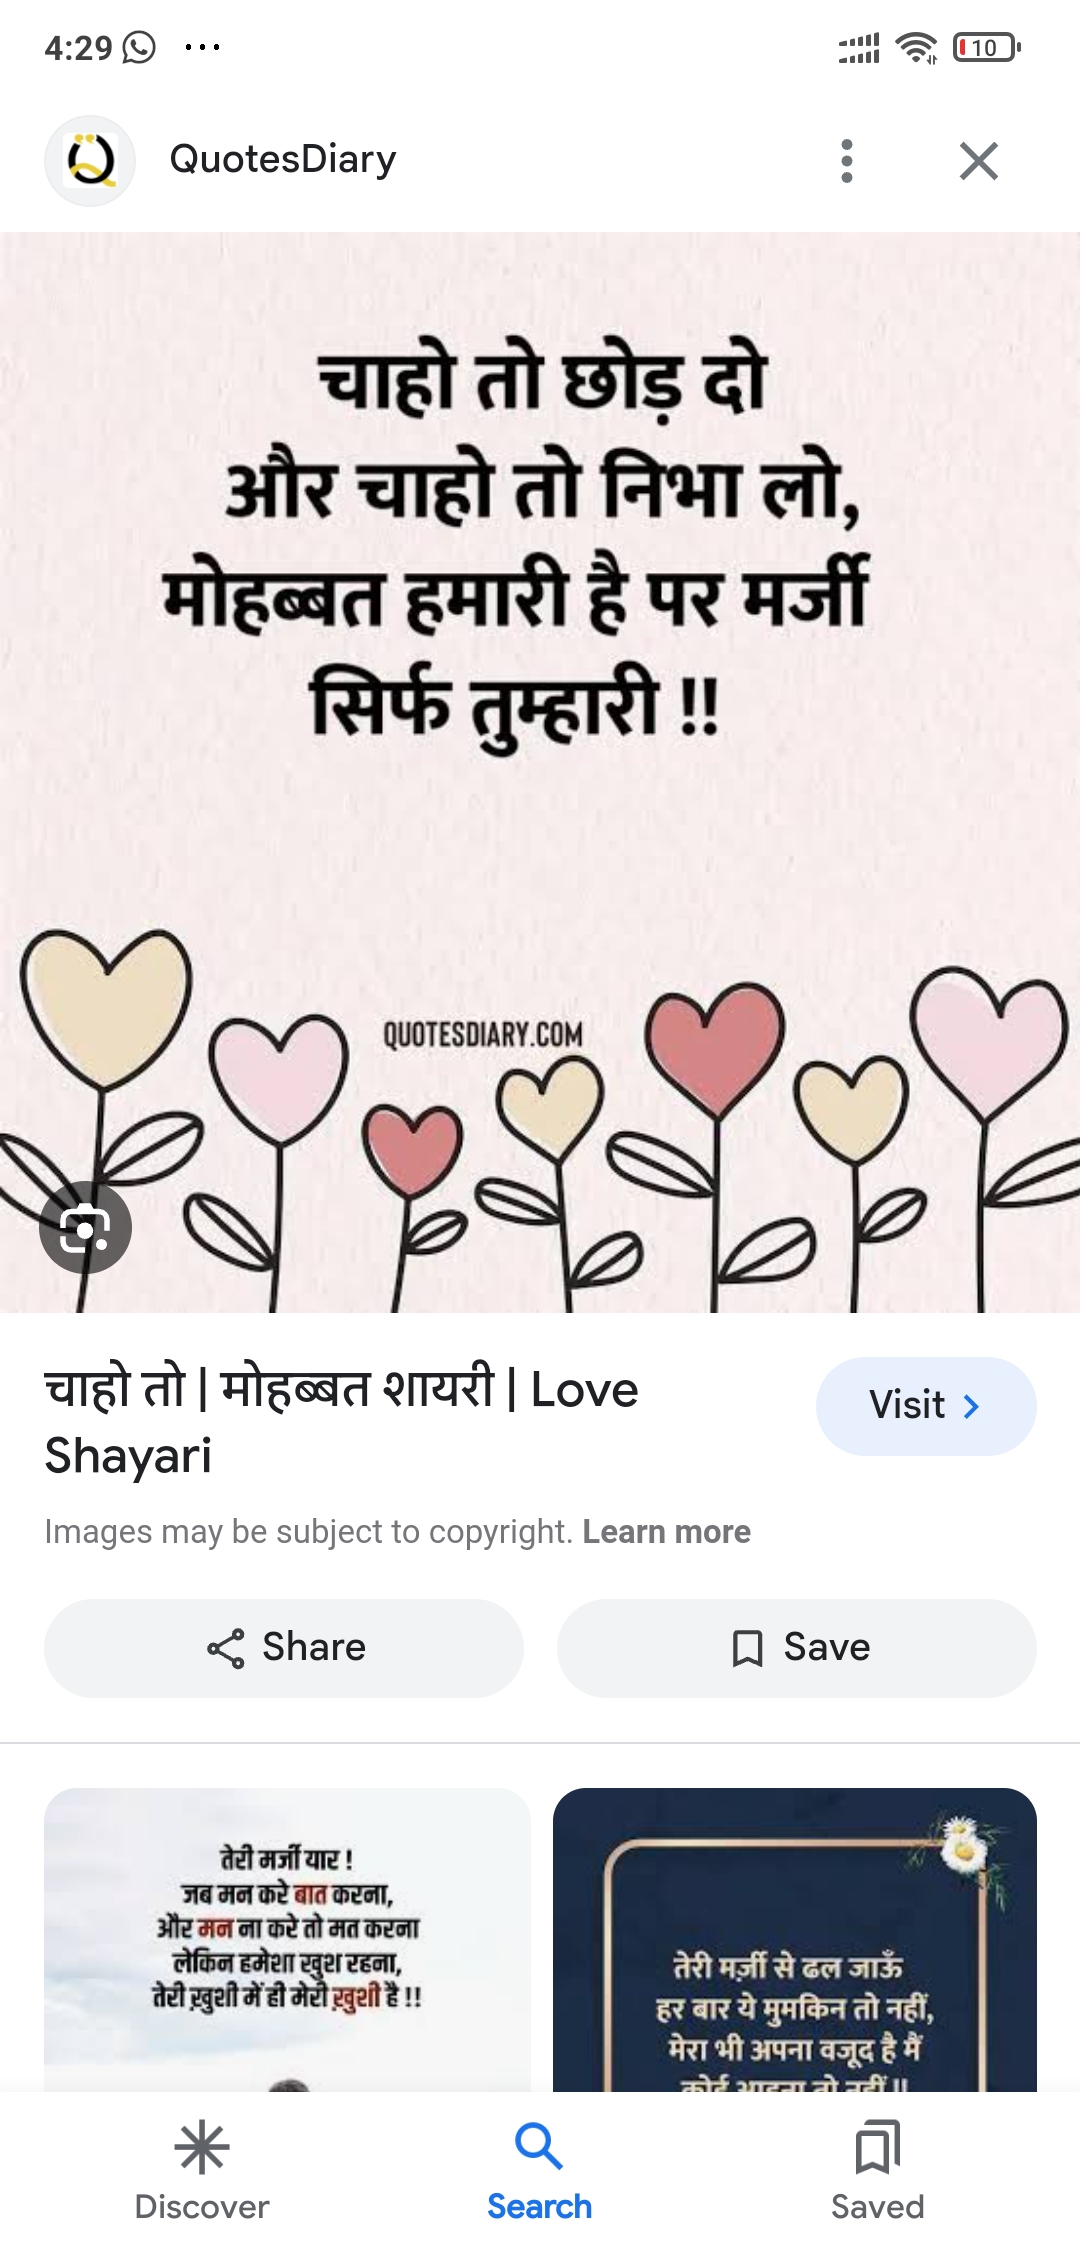 4:29
10
QuotesDiary
चाहो तो छोड़ दो
और चाहो तो निभा लो,
मोहब्बत हमारी है पर मर्जी
सिर्फ तुम्हारी !!
QUOTESDIARY.COM
चाहो तो | मोहब्बत शायरी | Love
Shayari
Visit
Images may be subject to copyright. Learn more
Share
Save
तेरी मर्जी यार !
जब मन करे बात करना,
और मन ना करे तो मत करना
लेकिन हमेशा खुश रहना,
तेरी ख़ुशी में ही मेरी ख़ुशी है !!
तेरी मर्ज़ी से ढल जाऊँ
हर बार ये मुमकिन तो नहीं,
मेरा भी अपना वजूद है मैं
Discover
Search
Saved